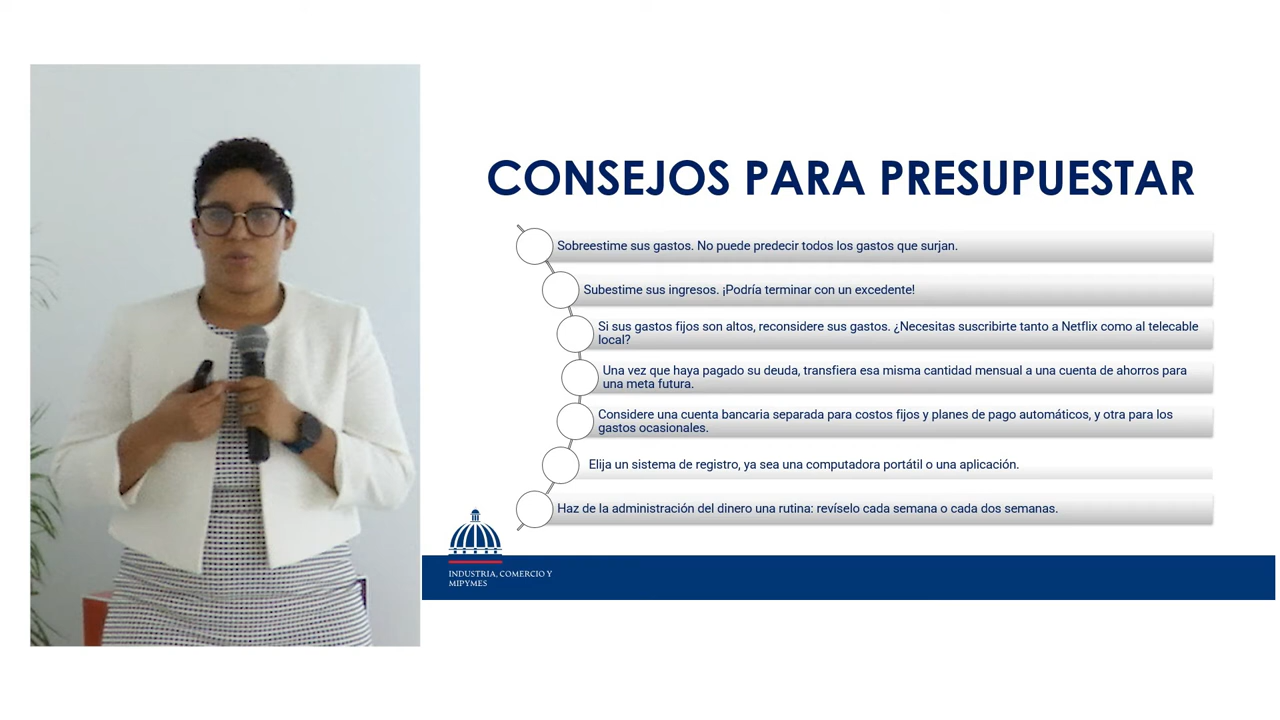 CONSEJOS PARA PRESUPUESTAR
Sobreestime sus gastos. No puede predecir todos los gastos que surjan.
Subestime sus ingresos. ¡Podría terminar con un excedente!
Si sus gastos fijos son altos, reconsidere sus gastos. ¿Necesitas suscribirte tanto a Netflix como al telecable
local?
Una vez que haya pagado su deuda, transfiera esa misma cantidad mensual a una cuenta de ahorros para
una meta futura.
Considere una cuenta bancaria separada para costos fijos y planes de pago automáticos, y otra para los
gastos ocasionales.
Elija un sistema de registro, ya sea una computadora portátil o una aplicación.
Haz de la administración del dinero una rutina: revíselo cada semana o cada dos semanas.
INDUSTRIA, COMERCIO Y
MIPYMES